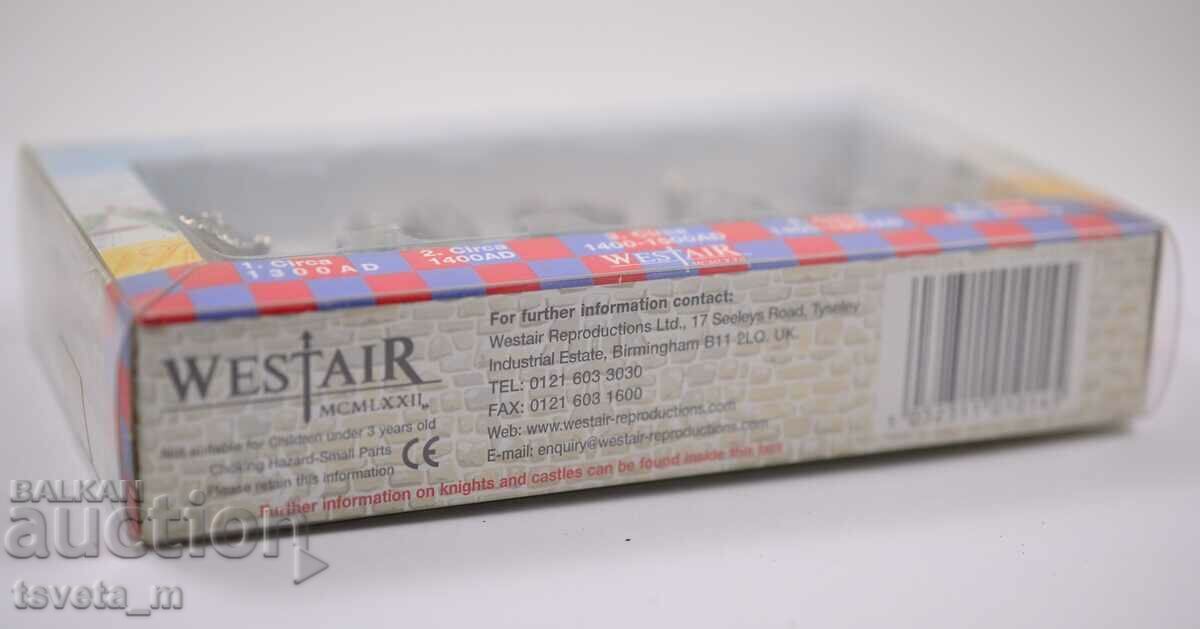 1. Circa
1300AD
2. Circa
1400AD
3. Circa
1400-1500AD
WESTAIR
WESTAIR
MCMLXXII
Not suitable for Children under 3 years old
Choking Hazard-Small Parts
Please retain this information
CE
For further information contact:
Westair Reproductions Ltd., 17 Seeleys Road, Tyseley
Industrial Estate, Birmingham B11 2LQ. UK.
TEL: 0121 603 3030
FAX: 0121 603 1600
Web: www.westair-reproductions.com
E-mail: enquiry@westair-reproductions.com
Further information on knights and castles can be found inside this box
BALKAN
auction
tsveta_m